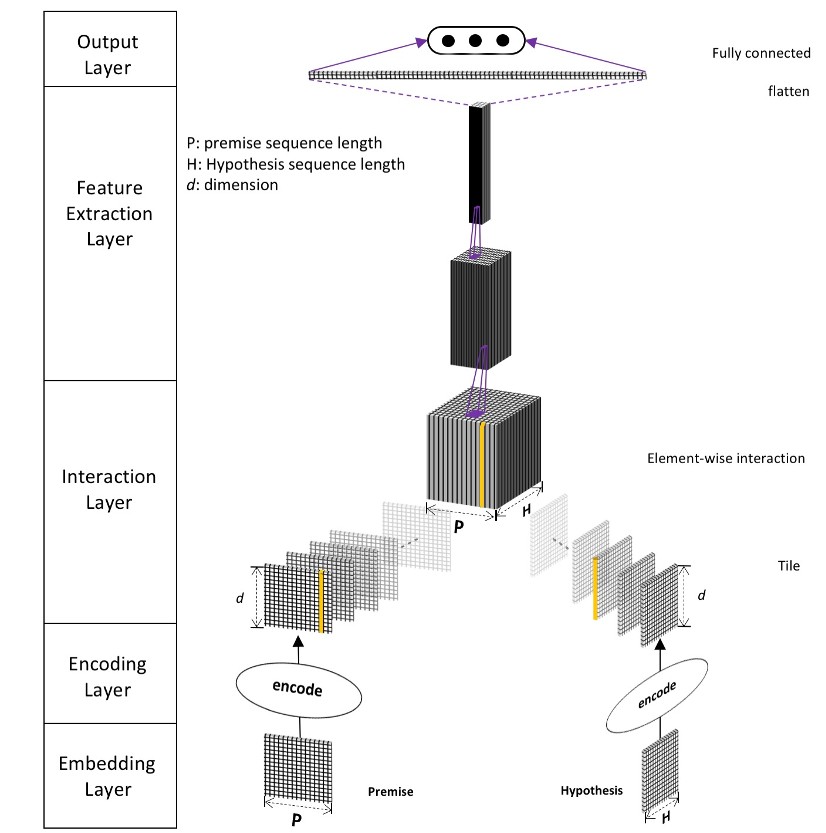 Output
Layer
Fully connected
flatten
P: premise sequence length
H: Hypothesis sequence length
d: dimension
Feature
Extraction
Layer
Interaction
Layer
Element-wise interaction
P
H
Tile
d
d
Encoding
Layer
encode
encode
Embedding
Layer
Premise
Hypothesis
P
H